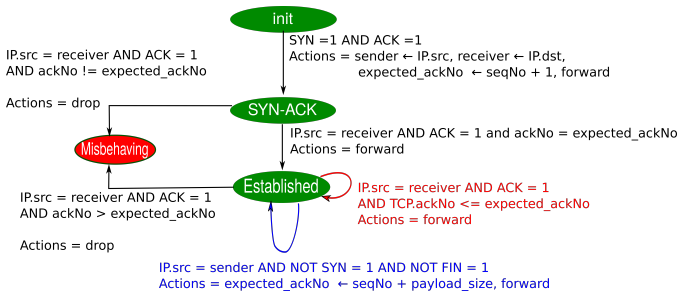 init
SYN =1 AND ACK =1
Actions = sender ← IP.src, receiver ← IP.dst,
expected_ackNo ← seqNo + 1, forward
IP.src = receiver AND ACK = 1
AND ackNo != expected_ackNo
Actions = drop
SYN-ACK
IP.src = receiver AND ACK = 1 and ackNo = expected_ackNo
Actions = forward
Misbehaving
Established
IP.src = receiver AND ACK = 1
AND TCP.ackNo <= expected_ackNo
Actions = forward
IP.src = receiver AND ACK = 1
AND ackNo > expected_ackNo
Actions = drop
IP.src = sender AND NOT SYN = 1 AND NOT FIN = 1
Actions = expected_ackNo ← seqNo + payload_size, forward